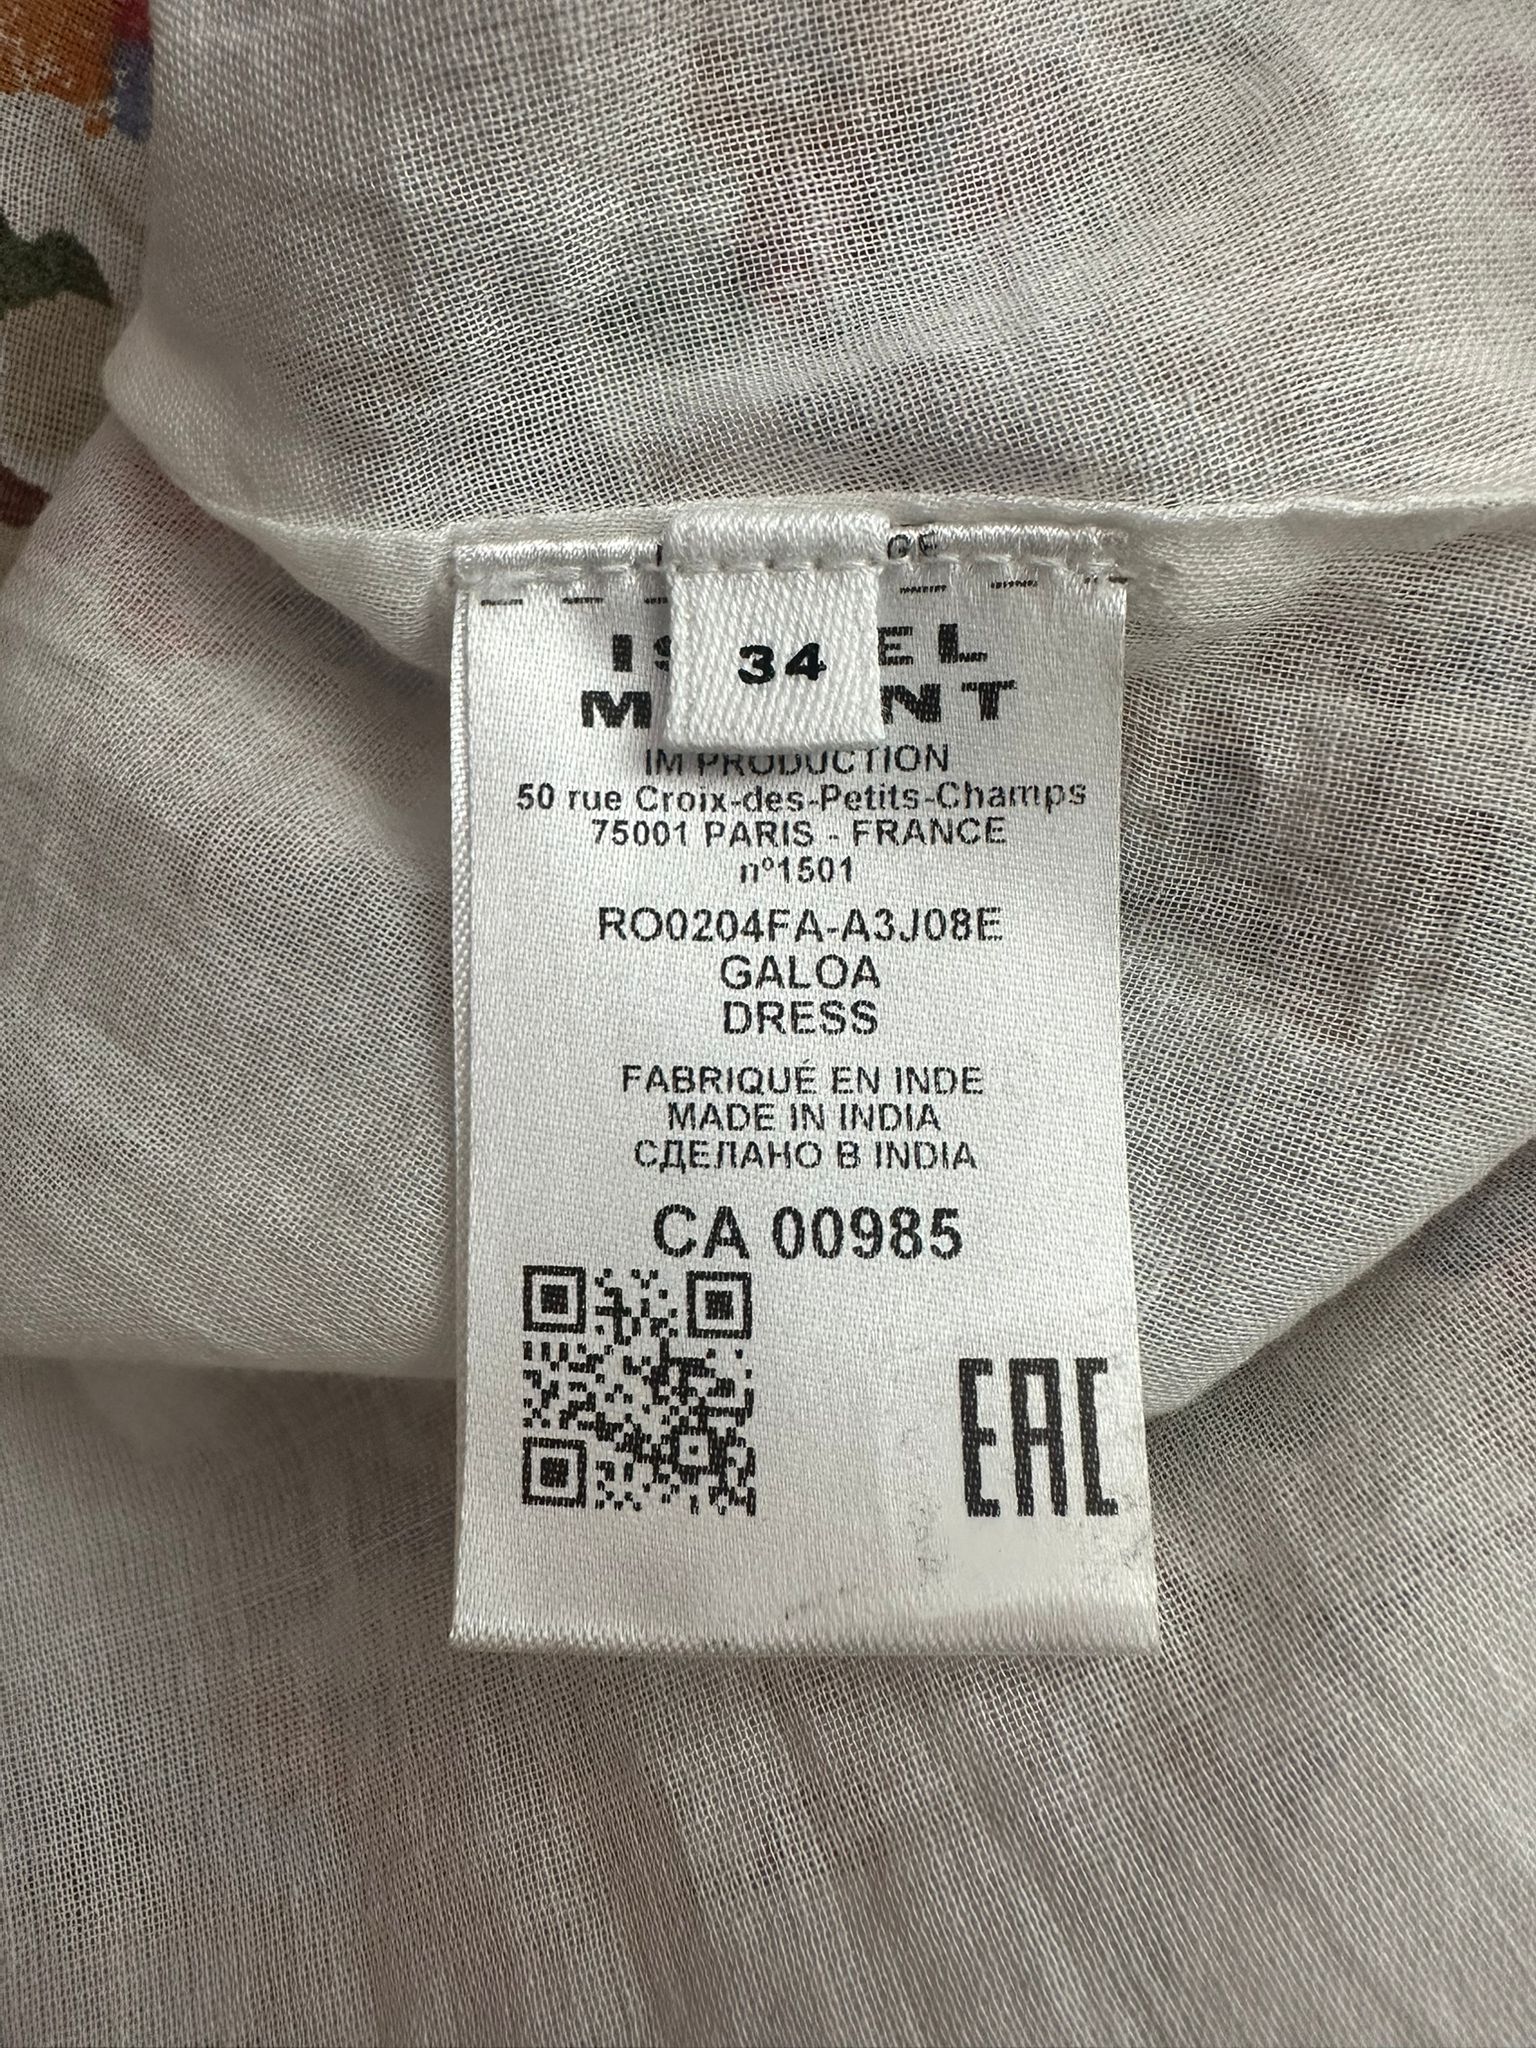 34
IM PRODUCTION
50 rue Croix-des-Petits-Champs
75001 PARIS - FRANCE
nº1501
RO0204FA-A3J08E
GALOA
DRESS
FABRIQUÉ EN INDE
MADE IN INDIA
СДЕЛАНО В INDIA
CA 00985
EAC